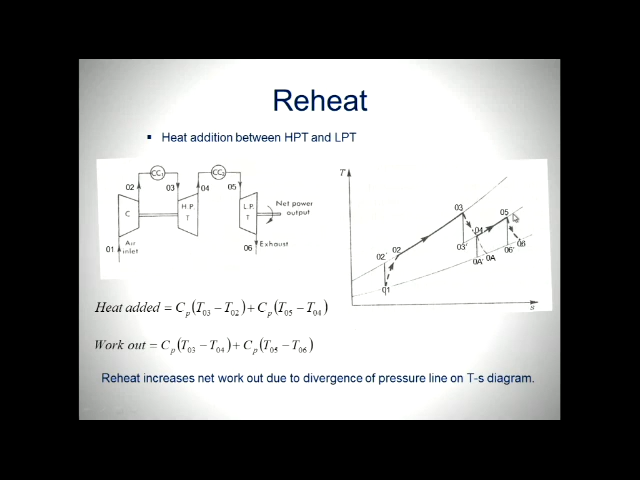 Reheat
▪ Heat addition between HPT and LPT
CC1
CC2
02
03
04
05
C
H.P.
T
L.P.
T
Net power
output
01
Air
inlet
06
Exhaust
T
03
05
04
02'
02
03'
0A'
0A
06'
06
01
s
Heat added = Cp(T03 − T02) + Cp(T05 − T04)
Work out = Cp(T03 − T04) + Cp(T05 − T06)
Reheat increases net work out due to divergence of pressure line on T-s diagram.